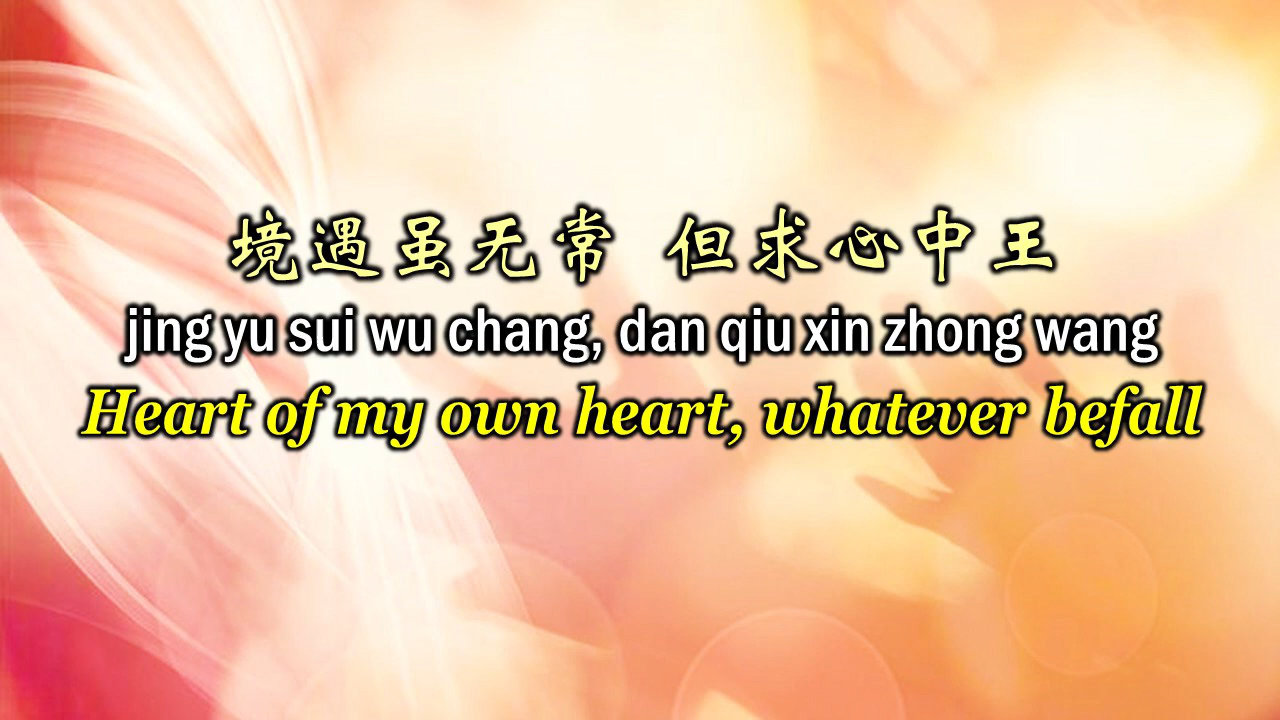 境遇虽无常 但求心中王
jing yu sui wu chang, dan qiu xin zhong wang
Heart of my own heart, whatever befall